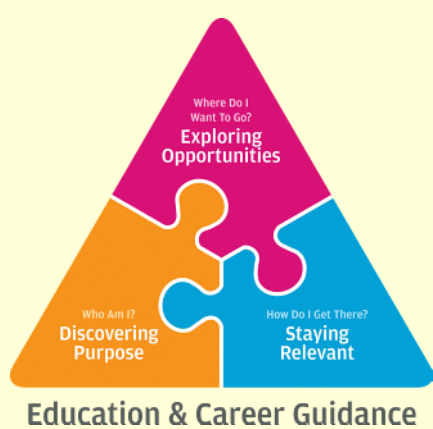 Where Do I
Want To Go?
Exploring
Opportunities
Who Am I?
Discovering
Purpose
How Do I Get There?
Staying
Relevant
Education & Career Guidance